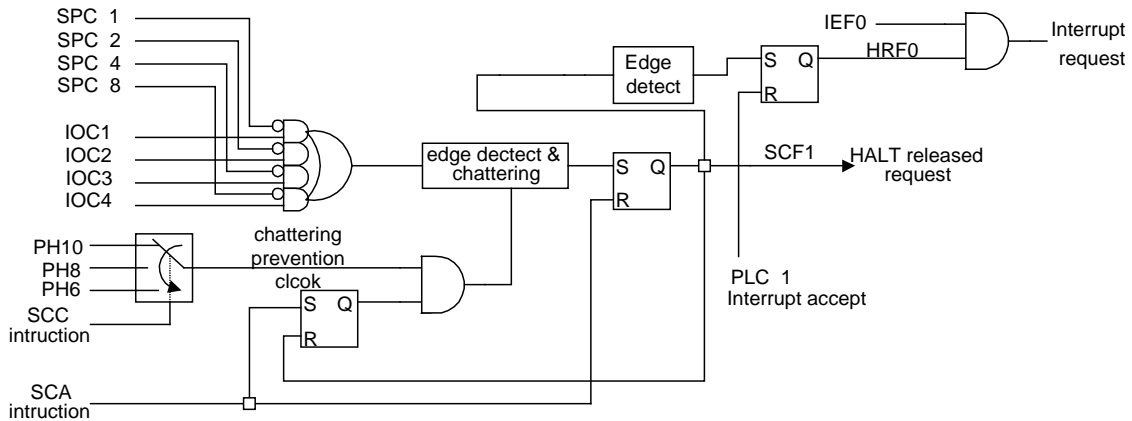 SPC 1
SPC 2
SPC 4
SPC 8
IOC1
IOC2
IOC3
IOC4
PH10
PH8
PH6
SCC
intruction
SCA
intruction
chattering
prevention
clcok
S Q
R
edge dectect &
chattering
S Q
R
Edge
detect
S Q
R
IEF0
HRF0
Interrupt
request
SCF1
HALT released
request
PLC 1
Interrupt accept